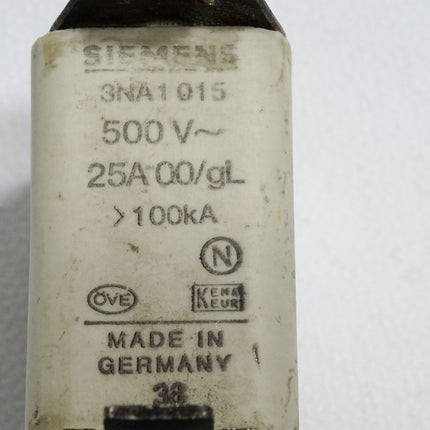 SIEMENS
3NA1 015
500 V~
25A 00/gL
>100kA
N
ÖVE KEMA KEUR
MADE IN
GERMANY
38